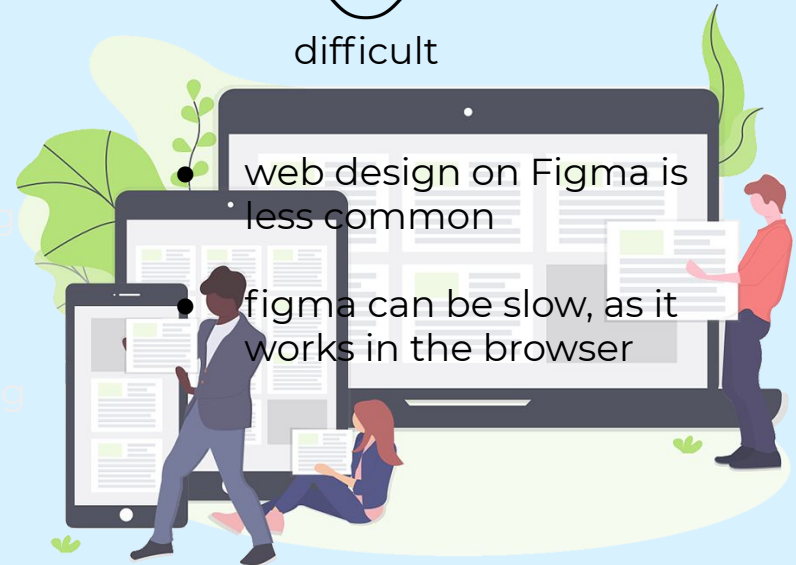 difficult
• web design on Figma is
less common
• figma can be slow, as it
works in the browser
g
g